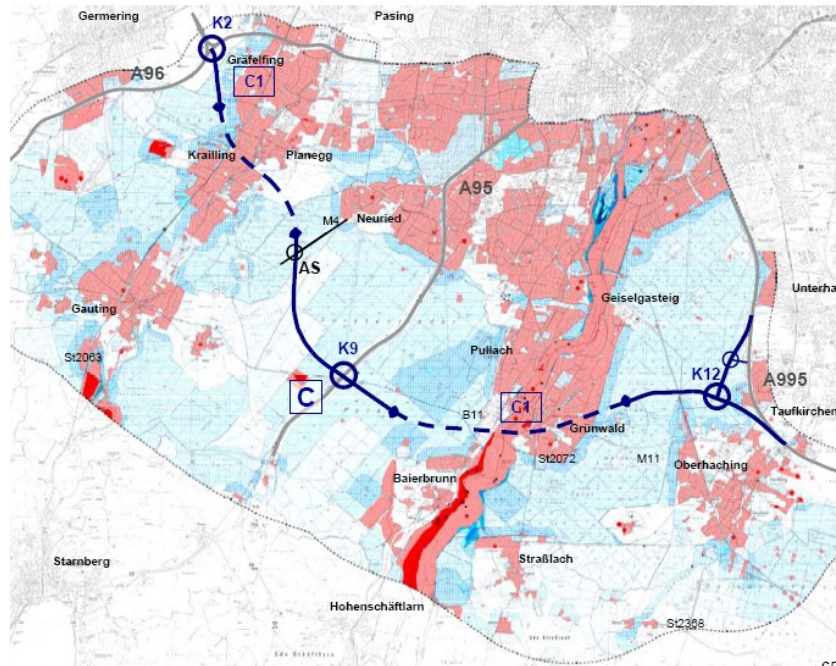 Germering
K2
Pasing
Gräfelfing
A96
C1
Krailling
Planegg
A95
M4
Neuried
AS
Gauting
Geiselgasteig
Unterha
St2063
K9
Pullach
K12
C
A995
C1
B11
Taufkirchen
Grünwald
St2072
M11
Oberhaching
Baierbrunn
Straßlach
Starnberg
Hohenschäftlarn
St2368